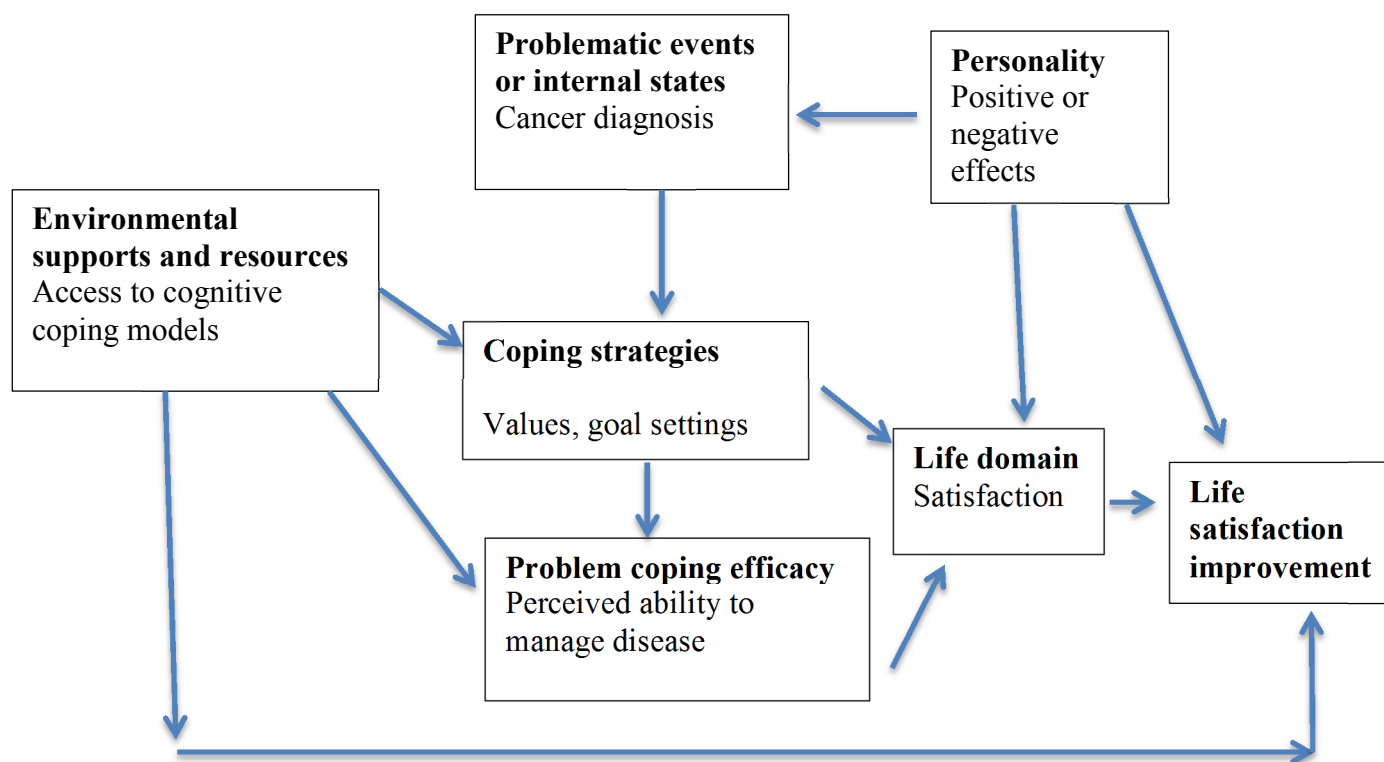 Problematic events
or internal states
Cancer diagnosis
Personality
Positive or
negative
effects
Environmental
supports and resources
Access to cognitive
coping models
Coping strategies
Values, goal settings
Life domain
Satisfaction
Life
satisfaction
improvement
Problem coping efficacy
Perceived ability to
manage disease